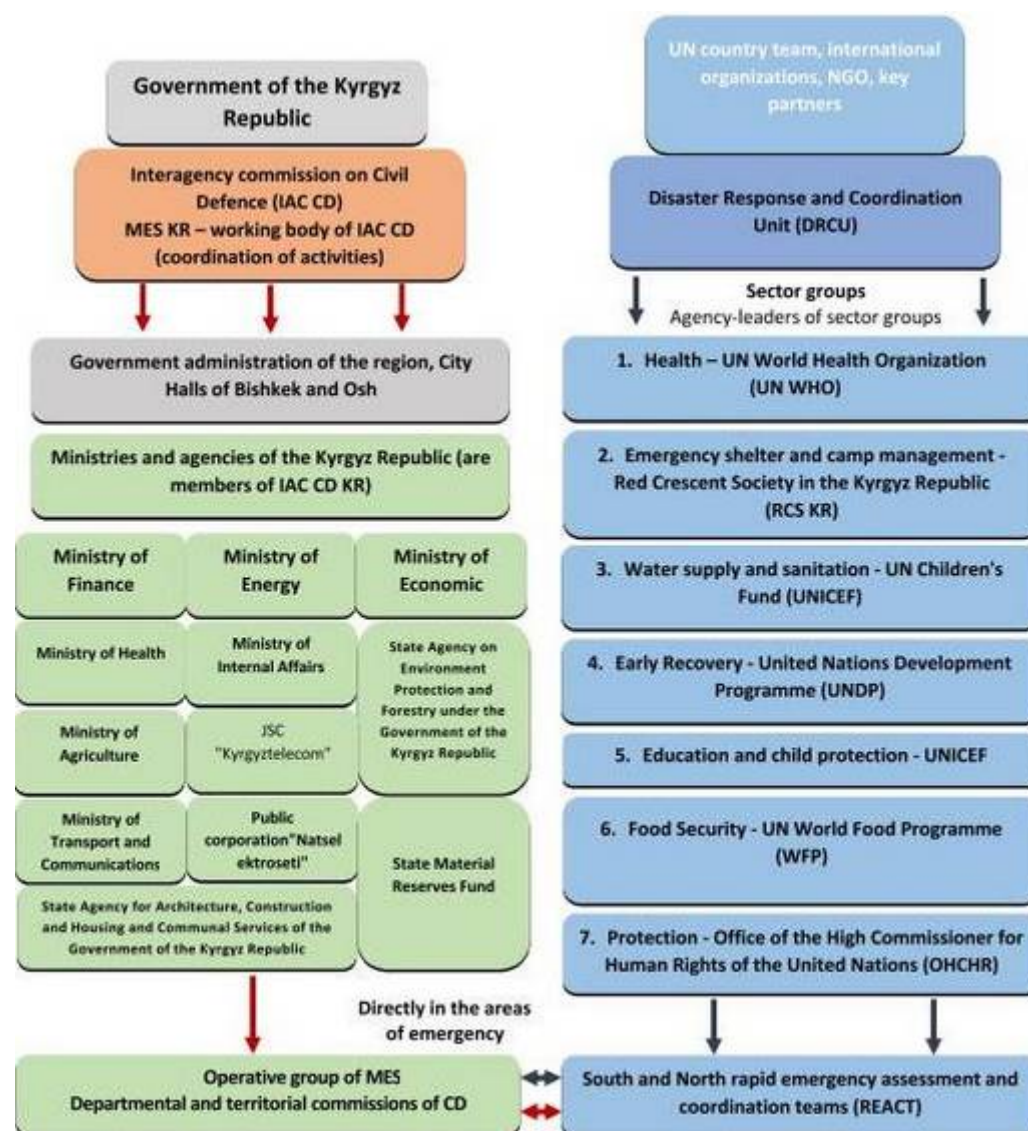 Government of the Kyrgyz
Republic
Interagency commission on Civil
Defence (IAC CD)
MES KR – working body of IAC CD
(coordination of activities)
Government administration of the region, City
Halls of Bishkek and Osh
Ministries and agencies of the Kyrgyz Republic (are
members of IAC CD KR)
Ministry of
Finance
Ministry of
Energy
Ministry of
Economic
Ministry of Health
Ministry of
Internal Affairs
State Agency on
Environment
Protection and
Forestry under the
Government of the
Kyrgyz Republic
Ministry of
Agriculture
JSC
"Kyrgyztelecom"
Ministry of
Transport and
Communications
Public
corporation"Natsel
ektroseti"
State Material
Reserves Fund
State Agency for Architecture, Construction
and Housing and Communal Services of the
Government of the Kyrgyz Republic
Directly in the areas
of emergency
Operative group of MES
Departmental and territorial commissions of CD
UN country team, international
organizations, NGO, key
partners
Disaster Response and Coordination
Unit (DRCU)
Sector groups
Agency-leaders of sector groups
1. Health – UN World Health Organization
(UN WHO)
2. Emergency shelter and camp management -
Red Crescent Society in the Kyrgyz Republic
(RCS KR)
3. Water supply and sanitation - UN Children's
Fund (UNICEF)
4. Early Recovery - United Nations Development
Programme (UNDP)
5. Education and child protection - UNICEF
6. Food Security - UN World Food Programme
(WFP)
7. Protection - Office of the High Commissioner for
Human Rights of the United Nations (OHCHR)
South and North rapid emergency assessment and
coordination teams (REACT)